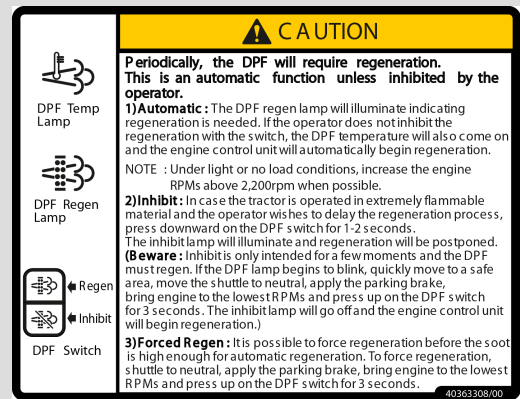 CAUTION
DPF Temp
Lamp
DPF Regen
Lamp
Regen
Inhibit
DPF Switch
Periodically, the DPF will require regeneration.
This is an automatic function unless inhibited by the
operator.
1)Automatic : The DPF regen lamp will illuminate indicating
regeneration is needed. If the operator does not inhibit the
regeneration with the switch, the DPF temperature will also come on
and the engine control unit will automatically begin regeneration.
NOTE : Under light or no load conditions, increase the engine
RPMs above 2,200rpm when possible.
2)Inhibit : In case the tractor is operated in extremely flammable
material and the operator wishes to delay the regeneration process,
press downward on the DPF switch for 1-2 seconds.
The inhibit lamp will illuminate and regeneration will be postponed.
(Beware : Inhibit is only intended for a few moments and the DPF
must regen. If the DPF lamp begins to blink, quickly move to a safe
area, move the shuttle to neutral, apply the parking brake,
bring engine to the lowest RPMs and press up on the DPF switch
for 3 seconds. The inhibit lamp will go off and the engine control unit
will begin regeneration.)
3)Forced Regen : It is possible to force regeneration before the soot
is high enough for automatic regeneration. To force regeneration,
shuttle to neutral, apply the parking brake, bring engine to the lowest
RPMs and press up on the DPF switch for 3 seconds.
40363308/00